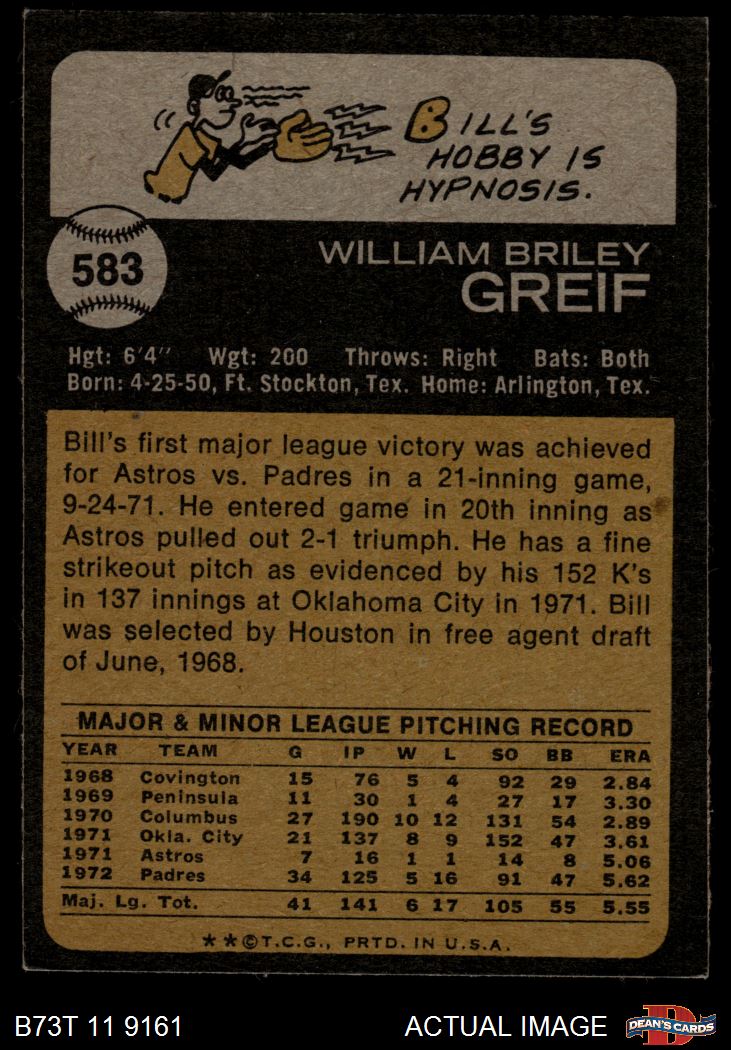 BILL'S
HOBBY IS
HYPNOSIS.
583
WILLIAM BRILEY
GREIF
Hgt: 6'4" Wgt: 200 Throws: Right Bats: Both
Born: 4-25-50, Ft. Stockton, Tex. Home: Arlington, Tex.
Bill's first major league victory was achieved
for Astros vs. Padres in a 21-inning game,
9-24-71. He entered game in 20th inning as
Astros pulled out 2-1 triumph. He has a fine
strikeout pitch as evidenced by his 152 K's
in 137 innings at Oklahoma City in 1971. Bill
was selected by Houston in free agent draft
of June, 1968.
MAJOR & MINOR LEAGUE PITCHING RECORD
YEAR TEAM G IP W L SO BB ERA
1968 Covington 15 76 5 4 92 29 2.84
1969 Peninsula 11 30 1 4 27 17 3.30
1970 Columbus 27 190 10 12 131 54 2.89
1971 Okla. City 21 137 8 9 152 47 3.61
1971 Astros 7 16 1 1 14 8 5.06
1972 Padres 34 125 5 16 91 47 5.62
Maj. Lg. Tot. 41 141 6 17 105 55 5.55
**©T.C.G., PRTD. IN U.S.A.
B73T 11 9161 ACTUAL IMAGE
DEAN'S CARDS